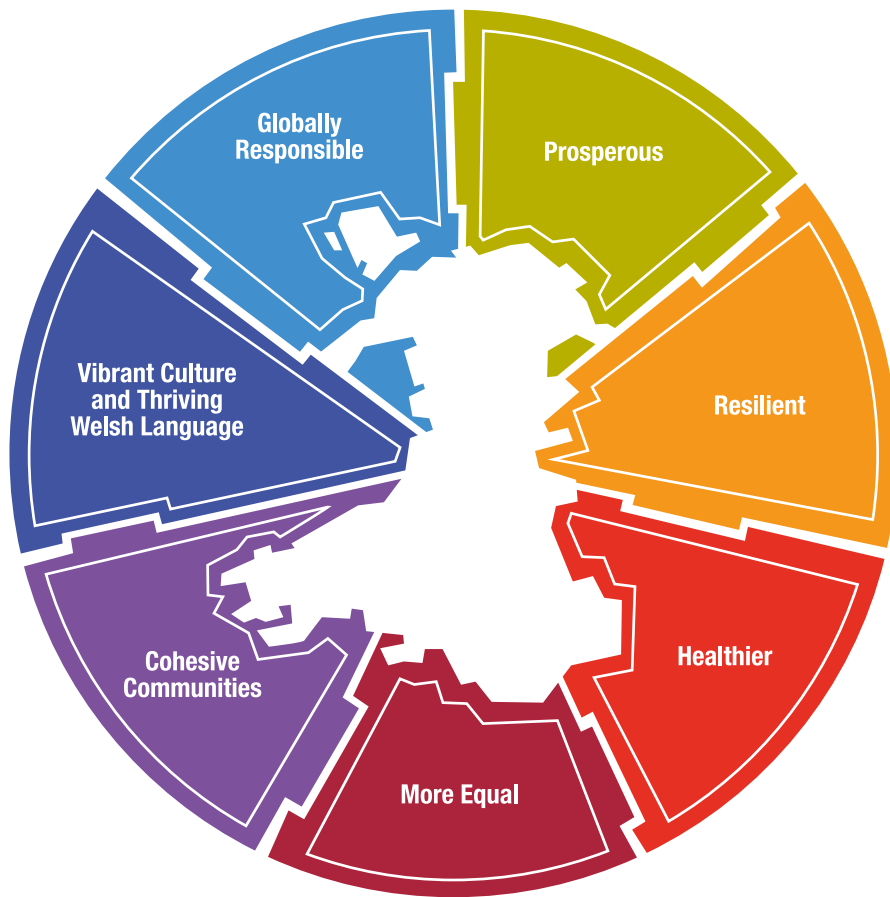 Globally
Responsible
Prosperous
Resilient
Healthier
More Equal
Cohesive
Communities
Vibrant Culture
and Thriving
Welsh Language